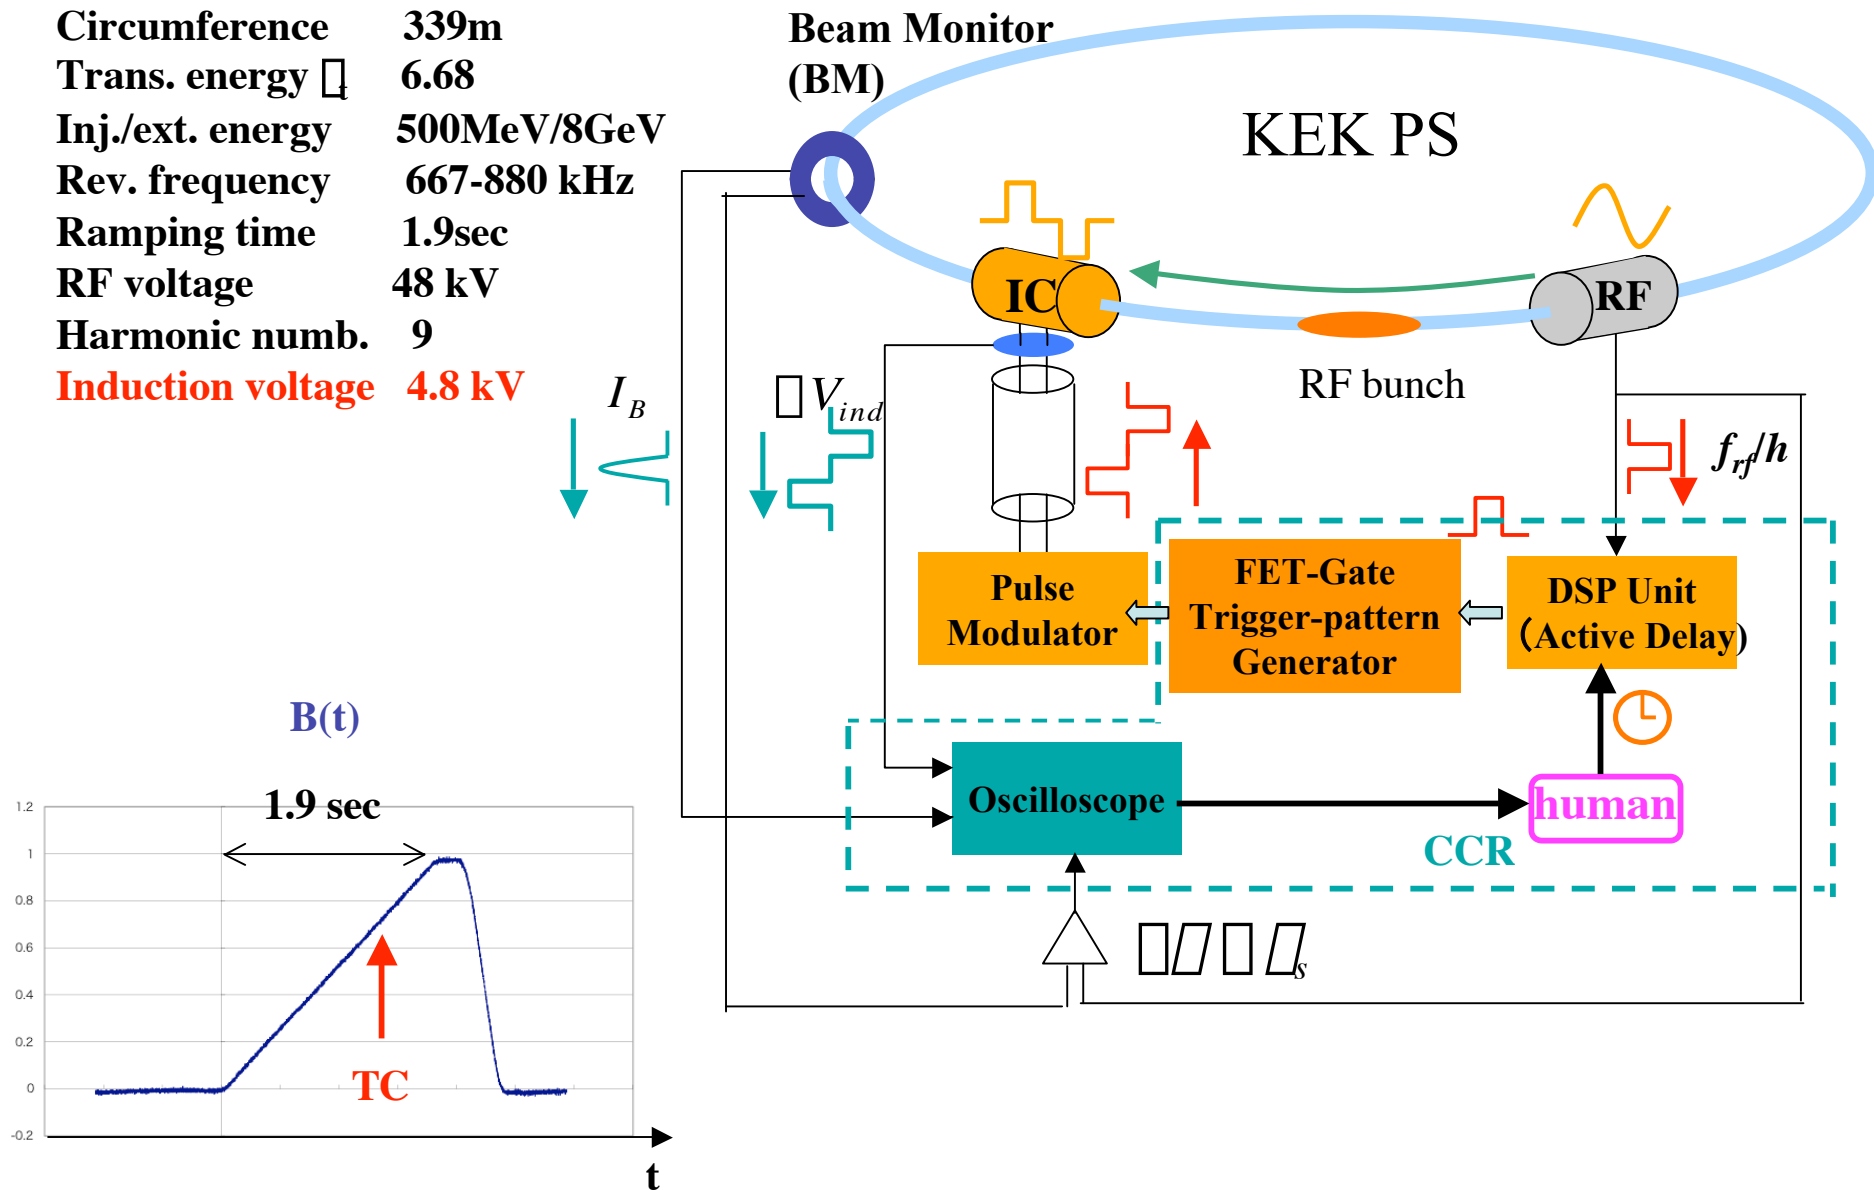 Circumference 339m
Trans. energy □t 6.68
Inj./ext. energy 500MeV/8GeV
Rev. frequency 667-880 kHz
Ramping time 1.9sec
RF voltage 48 kV
Harmonic numb. 9
Induction voltage 4.8 kV
Beam Monitor
(BM)
KEK PS
IC
RF
RF bunch
I_B
□ V_ind
f_rf/h
Pulse
Modulator
FET-Gate
Trigger-pattern
Generator
DSP Unit
(Active Delay)
Oscilloscope
human
CCR
□/□ □ □_s
B(t)
1.9 sec
1.2
1
0.8
0.6
0.4
0.2
0
-0.2
TC
t